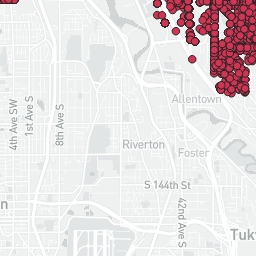 Allentown
4th Ave SW
1st Ave S
8th Ave S
Riverton
Foster
S 144th St
42nd Ave S
n
Tukw